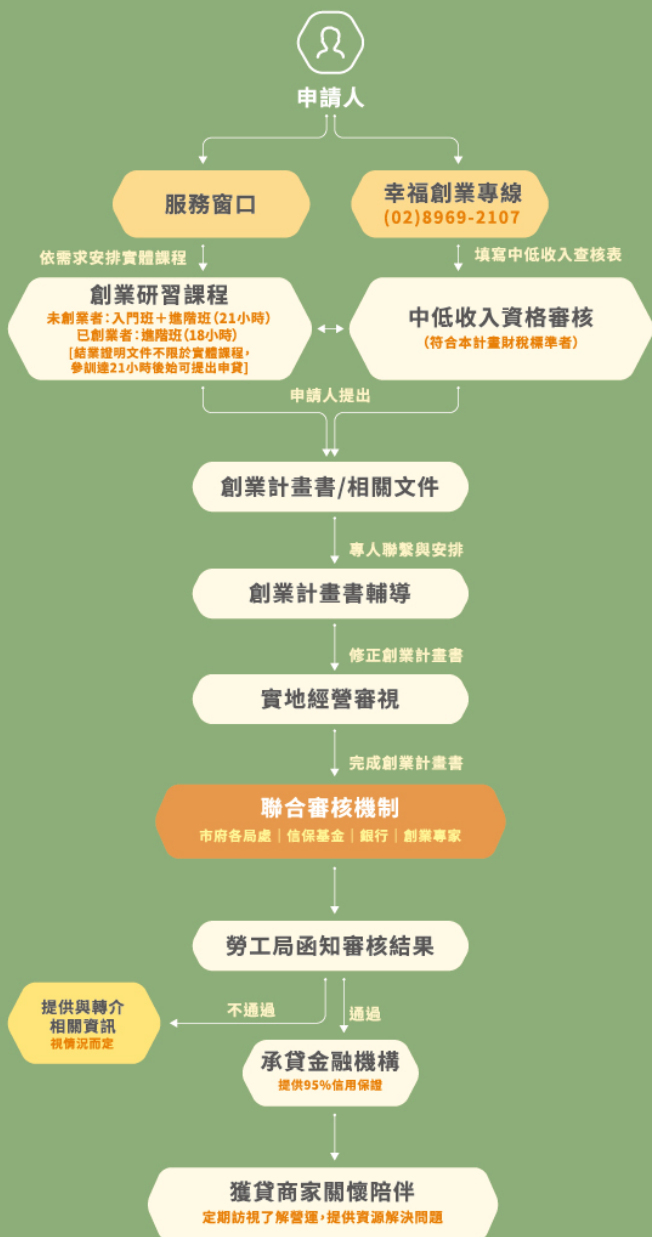 申請人
服務窗口
幸福創業專線
(02)8969-2107
依需求安排實體課程
填寫中低收入查核表
創業研習課程
未創業者:入門班＋進階班(21小時)
已創業者:進階班(18小時)
[結業證明文件不限於實體課程,
參訓達21小時後始可提出申貸]
中低收入資格審核
(符合本計畫財稅標準者)
申請人提出
創業計畫書/相關文件
專人聯繫與安排
創業計畫書輔導
修正創業計畫書
實地經營審視
完成創業計畫書
聯合審核機制
市府各局處｜信保基金｜銀行｜創業專家
勞工局函知審核結果
不通過
通過
提供與轉介
相關資訊
視情況而定
承貸金融機構
提供95%信用保證
獲貸商家關懷陪伴
定期訪視了解營運,提供資源解決問題